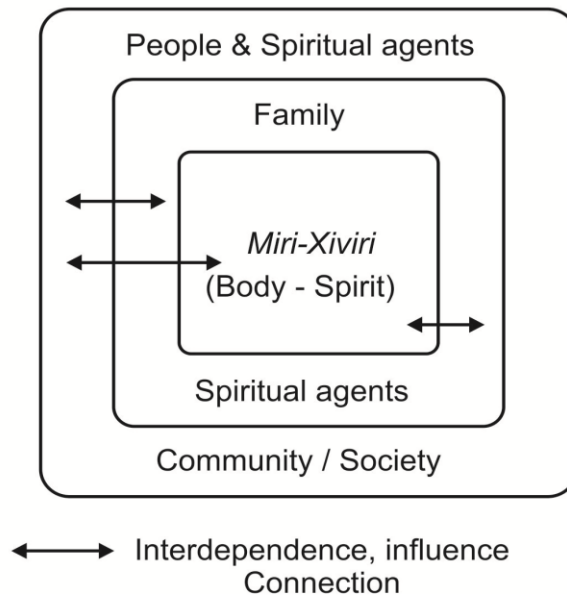 People & Spiritual agents
Family
Miri-Xiviri
(Body - Spirit)
Spiritual agents
Community / Society
Interdependence, influence
Connection